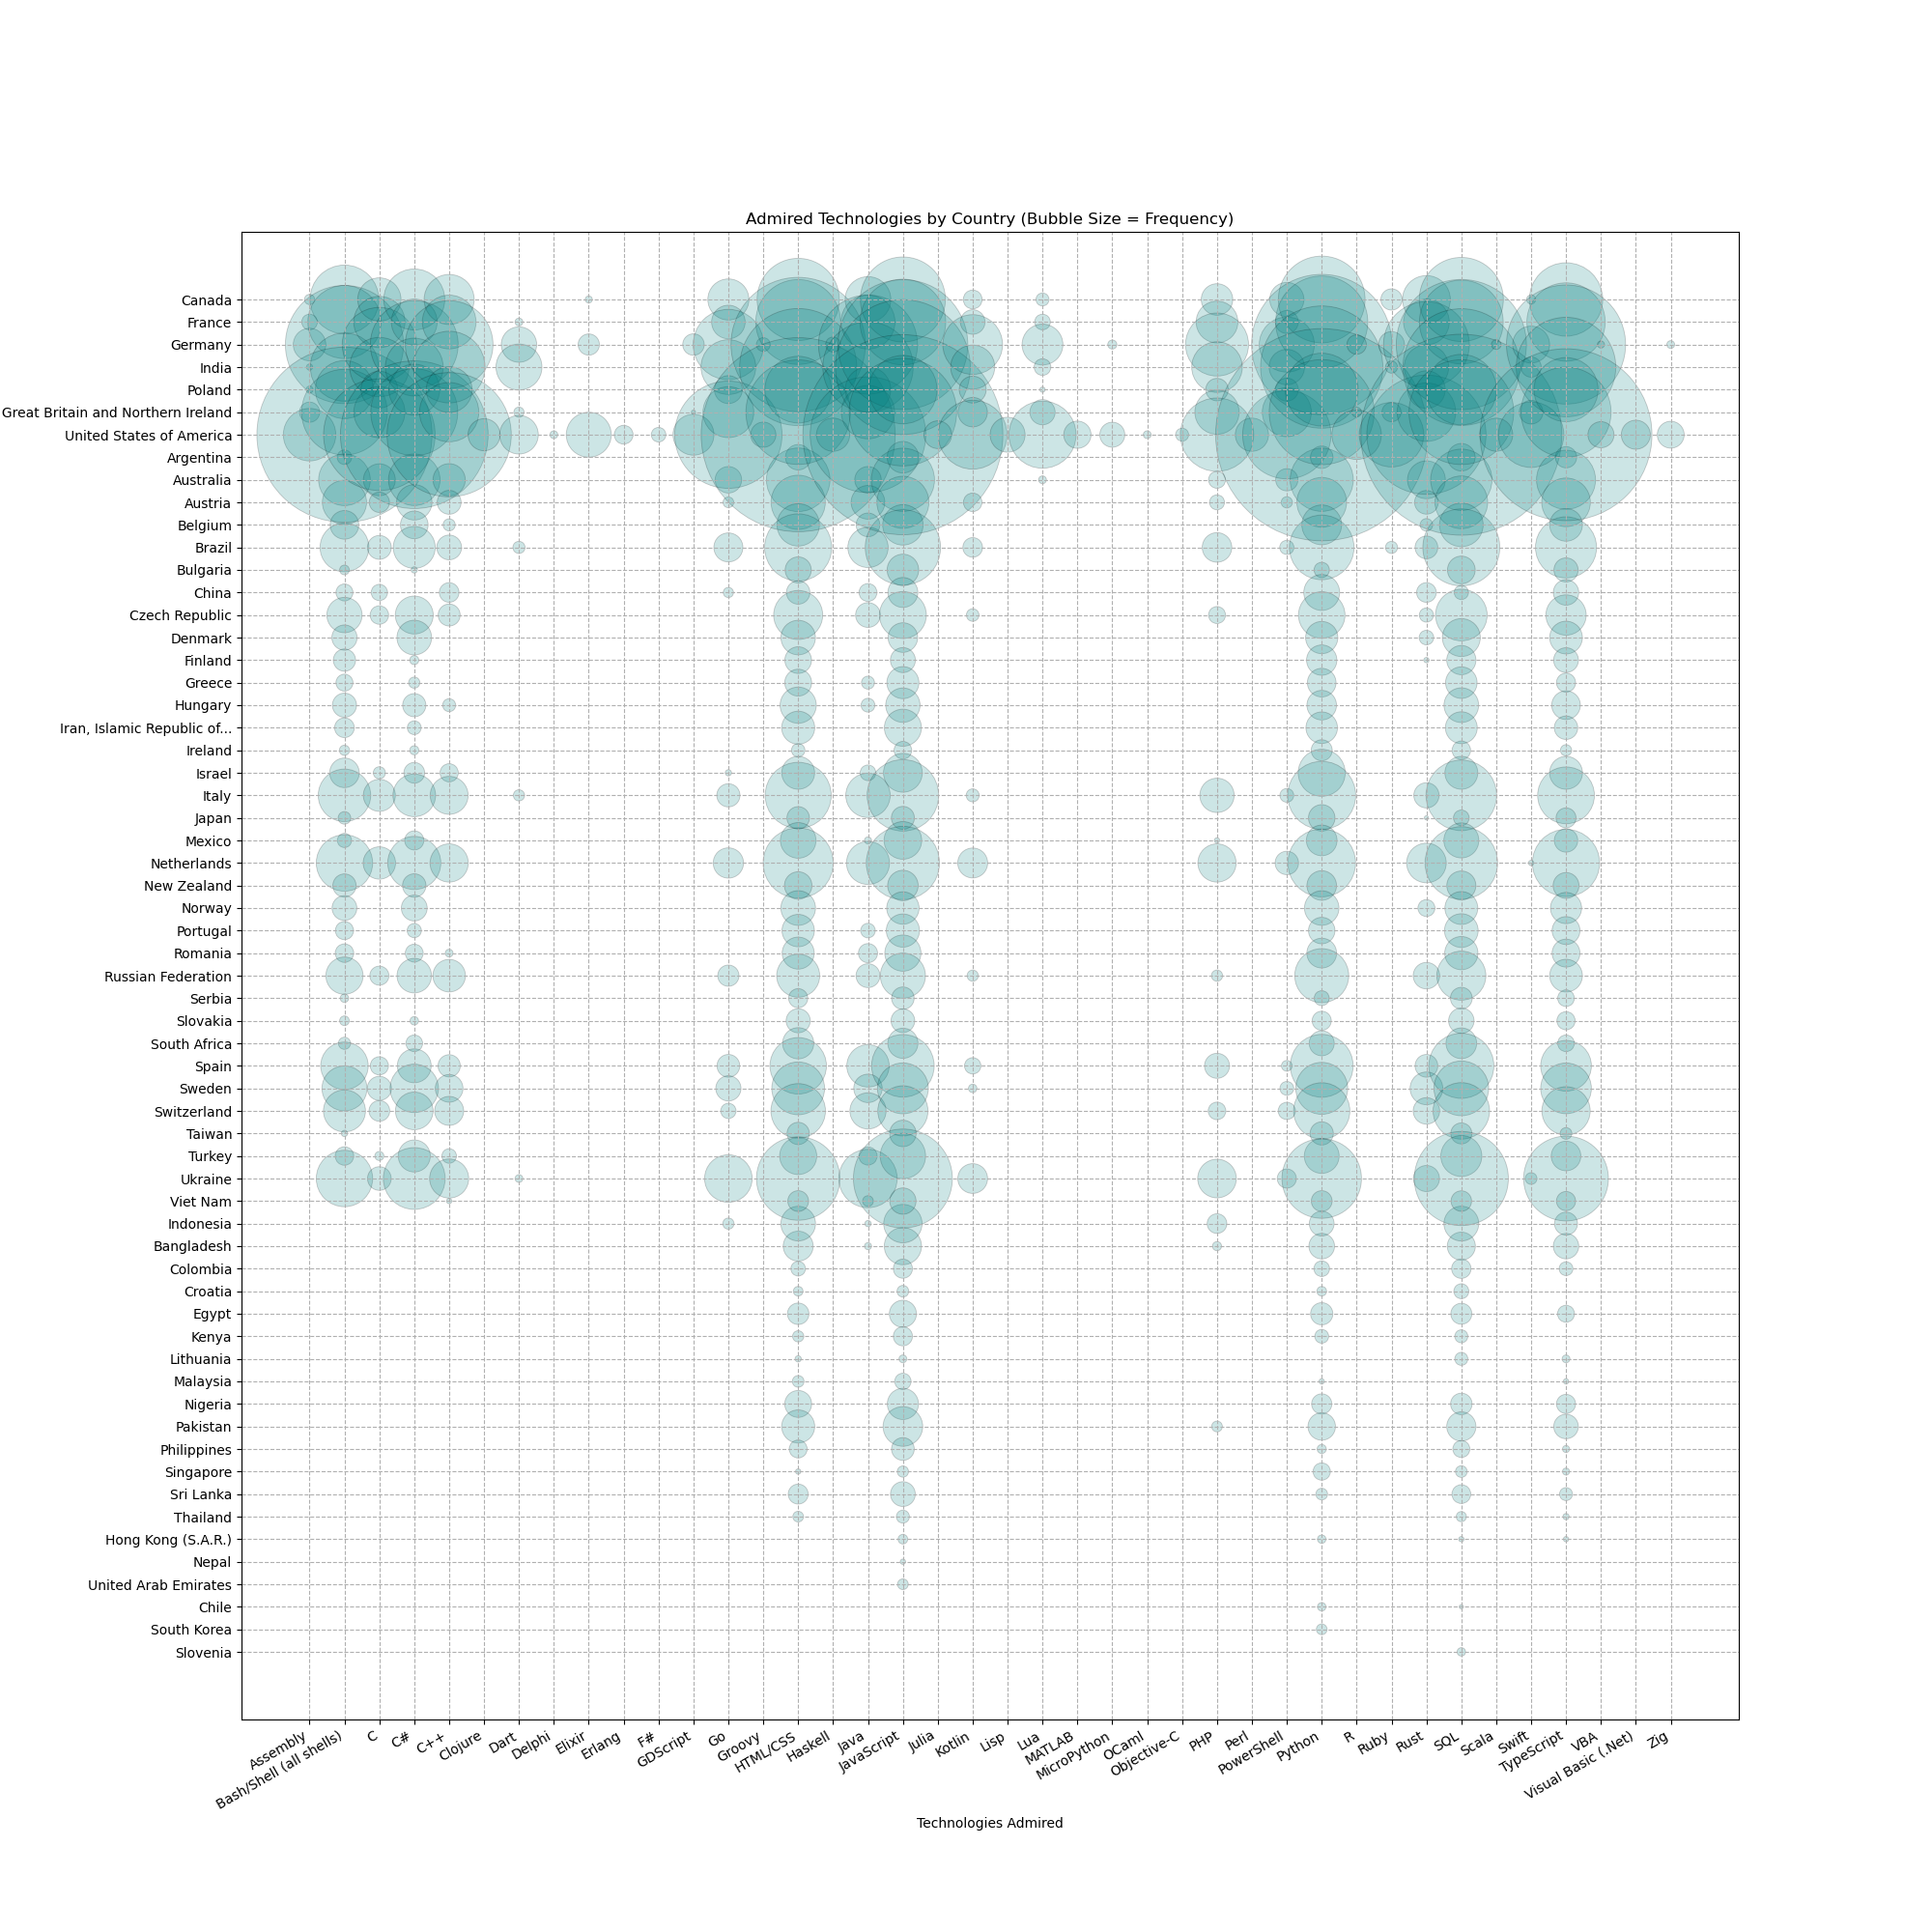 Admired Technologies by Country (Bubble Size = Frequency)
Canada
France
Germany
India
Poland
Great Britain and Northern Ireland
United States of America
Argentina
Australia
Austria
Belgium
Brazil
Bulgaria
China
Czech Republic
Denmark
Finland
Greece
Hungary
Iran, Islamic Republic of...
Ireland
Israel
Italy
Japan
Mexico
Netherlands
New Zealand
Norway
Portugal
Romania
Russian Federation
Serbia
Slovakia
South Africa
Spain
Sweden
Switzerland
Taiwan
Turkey
Ukraine
Viet Nam
Indonesia
Bangladesh
Colombia
Croatia
Egypt
Kenya
Lithuania
Malaysia
Nigeria
Pakistan
Philippines
Singapore
Sri Lanka
Thailand
Hong Kong (S.A.R.)
Nepal
United Arab Emirates
Chile
South Korea
Slovenia
Assembly
Bash/Shell (all shells)
C
C#
C++
Clojure
Dart
Delphi
Elixir
Erlang
F#
GDScript
Go
Groovy
HTML/CSS
Haskell
Java
JavaScript
Julia
Kotlin
Lisp
Lua
MATLAB
MicroPython
OCaml
Objective-C
PHP
Perl
PowerShell
Python
R
Ruby
Rust
SQL
Scala
Swift
TypeScript
VBA
Visual Basic (.Net)
Zig
Technologies Admired